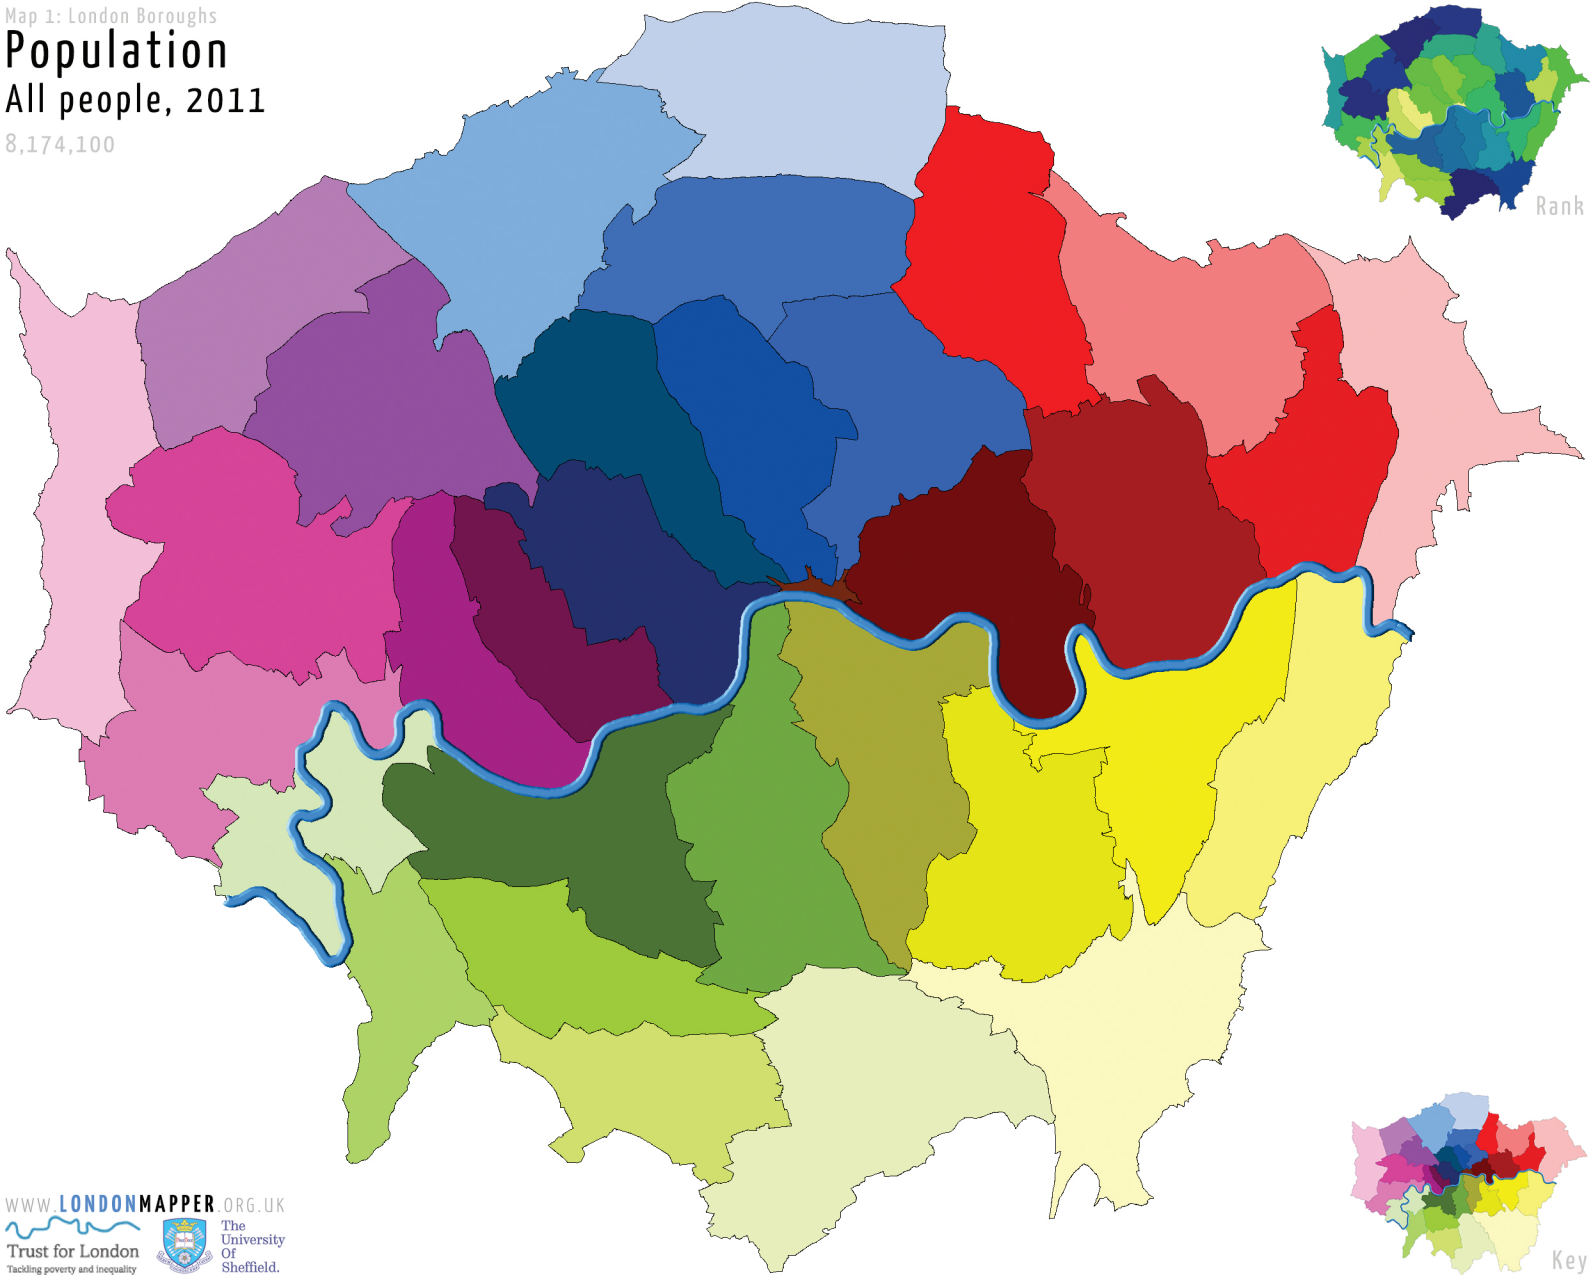 Map 1: London Boroughs
Population
All people, 2011
8,174,100
Rank
WWW.LONDONMAPPER.ORG.UK
Trust for London
Tackling poverty and inequality
The
University
Of
Sheffield.
Key